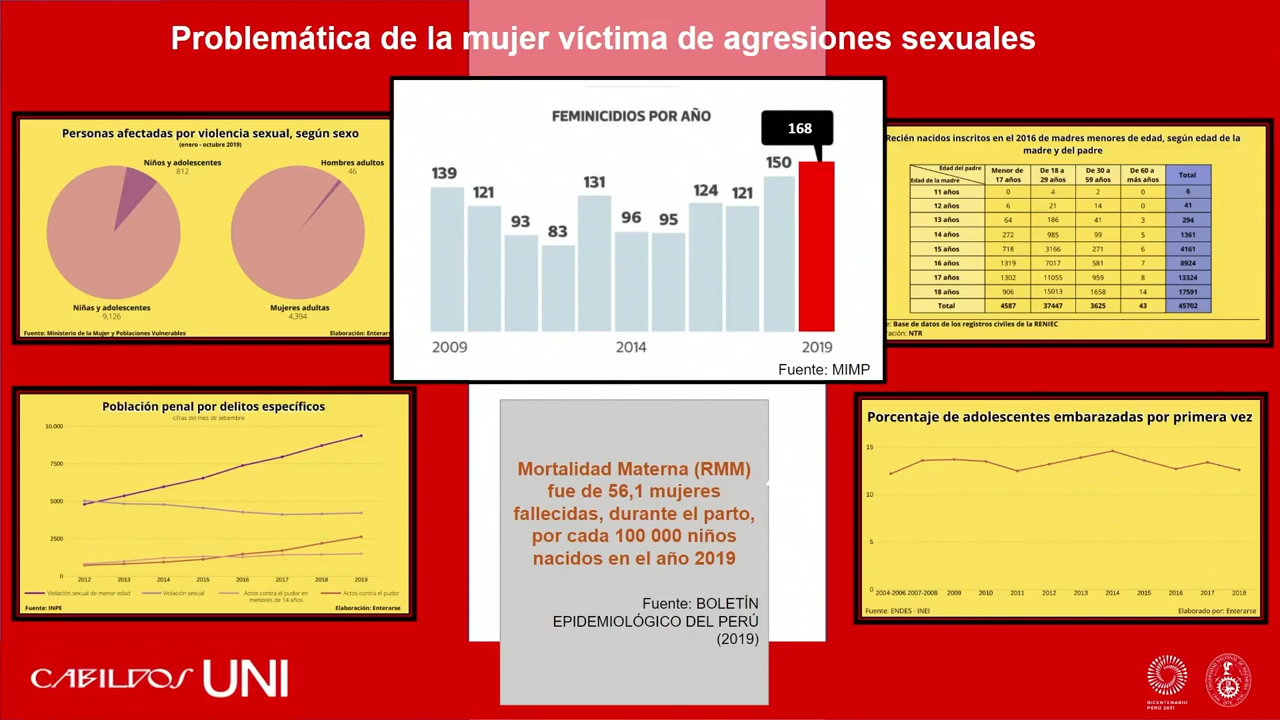 Problemática de la mujer víctima de agresiones sexuales
Personas afectadas por violencia sexual, según sexo
(enero - octubre 2019)
Niños y adolescentes
812
Hombres adultos
46
Niñas y adolescentes
9,126
Mujeres adultas
4,394
Fuente: Ministerio de la Mujer y Poblaciones Vulnerables
FEMINICIDIOS POR AÑO
168
139
121
93
83
131
96
95
124
121
150
2009
2014
2019
Fuente: MIMP
Recién nacidos inscritos en el 2016 de madres menores de edad, según edad de la
madre y del padre
Edad del padre
Edad de la madre
Menor de 17 años
De 18 a 29 años
De 30 a 59 años
De 60 a más años
Total
11 años 0 4 2 0 6
12 años 6 21 14 0 41
13 años 64 186 41 3 294
14 años 272 985 99 5 1361
15 años 718 3166 271 6 4161
16 años 1319 7017 581 7 8924
17 años 1302 11055 959 8 13324
18 años 906 15013 1658 14 17591
Total 4587 37447 3625 43 45702
Base de datos de los registros civiles de la RENIEC
NTR
Población penal por delitos específicos
cifras del mes de setiembre
10.000
7500
5000
2500
0
2012 2013 2014 2015 2016 2017 2018 2019
Violación sexual de menor edad
Violación sexual
Actos contra el pudor en
menores de 14 años
Actos contra el pudor
Fuente: INPE
Elaboración: Enterarse
Mortalidad Materna (RMM)
fue de 56,1 mujeres
fallecidas, durante el parto,
por cada 100 000 niños
nacidos en el año 2019
Fuente: BOLETÍN
EPIDEMIOLÓGICO DEL PERÚ
(2019)
Porcentaje de adolescentes embarazadas por primera vez
15
10
5
0
2004-2006 2007-2008 2009 2010 2011 2012 2013 2014 2015 2016 2017 2018
Fuente: ENDES - INEI
Elaborado por: Enterarse
CABILDOS UNI
BICENTENARIO
PERÚ 2021